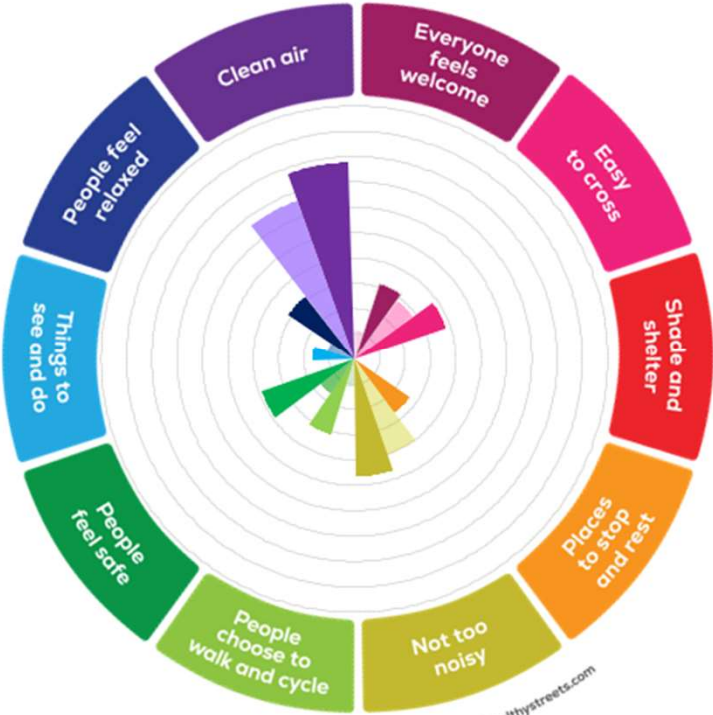 Clean air
Everyone
feels
welcome
Easy
to cross
Shade and
shelter
Places
to stop
and rest
Not too
noisy
People
choose to
walk and cycle
People
feel safe
Things to
see and do
People feel
relaxed
lthystreets.com